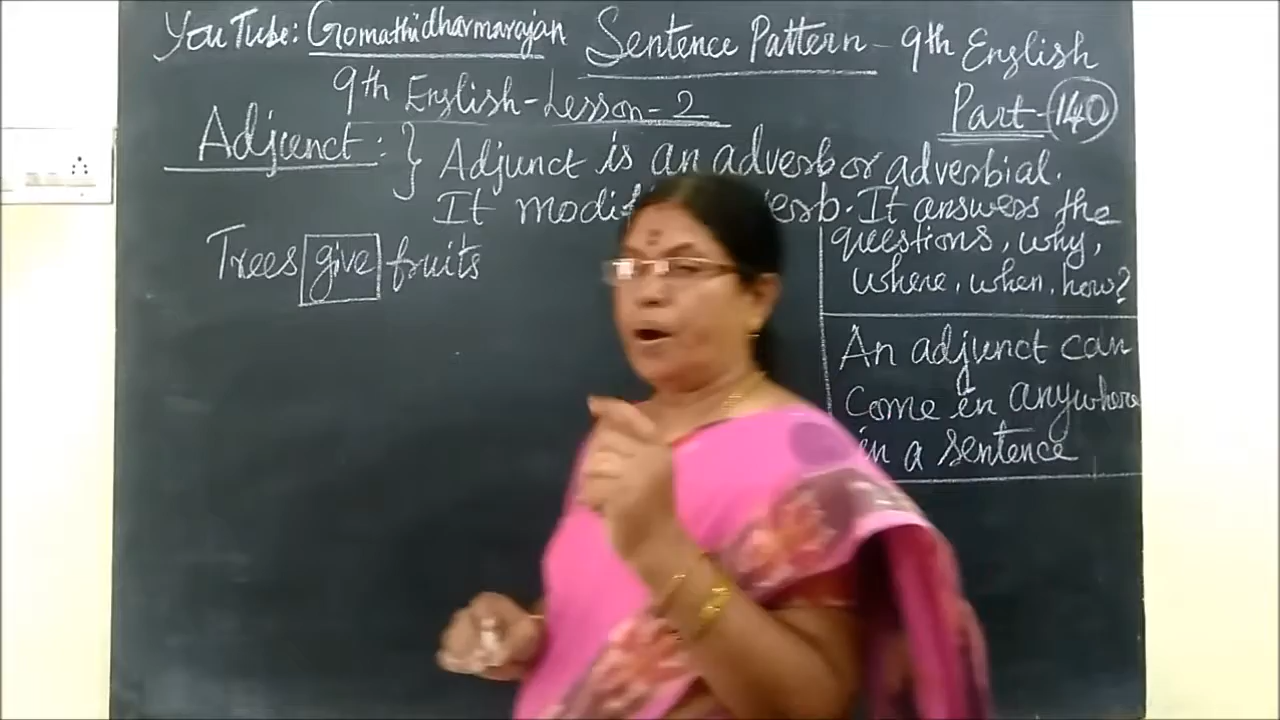 YouTube: Gomathidharmarajan Sentence Pattern - 9th English
9th English - Lesson - 2
Part - 140
Adjunct : } Adjunct is an adverb or adverbial.
It erb. It answers the
questions, why,
where, when, how?
Trees give fruits
An adjunct can
come in anywhere
in a sentence